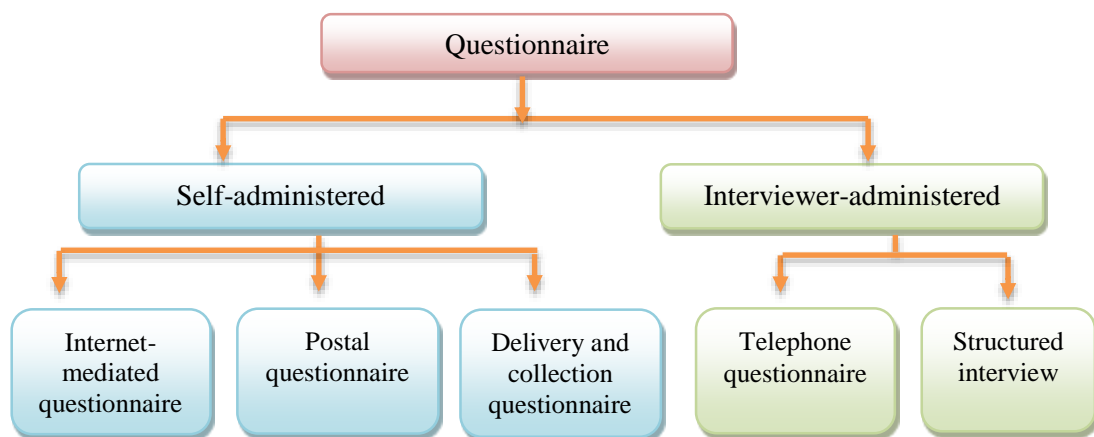 Questionnaire
Self-administered
Interviewer-administered
Internet-
mediated
questionnaire
Postal
questionnaire
Delivery and
collection
questionnaire
Telephone
questionnaire
Structured
interview